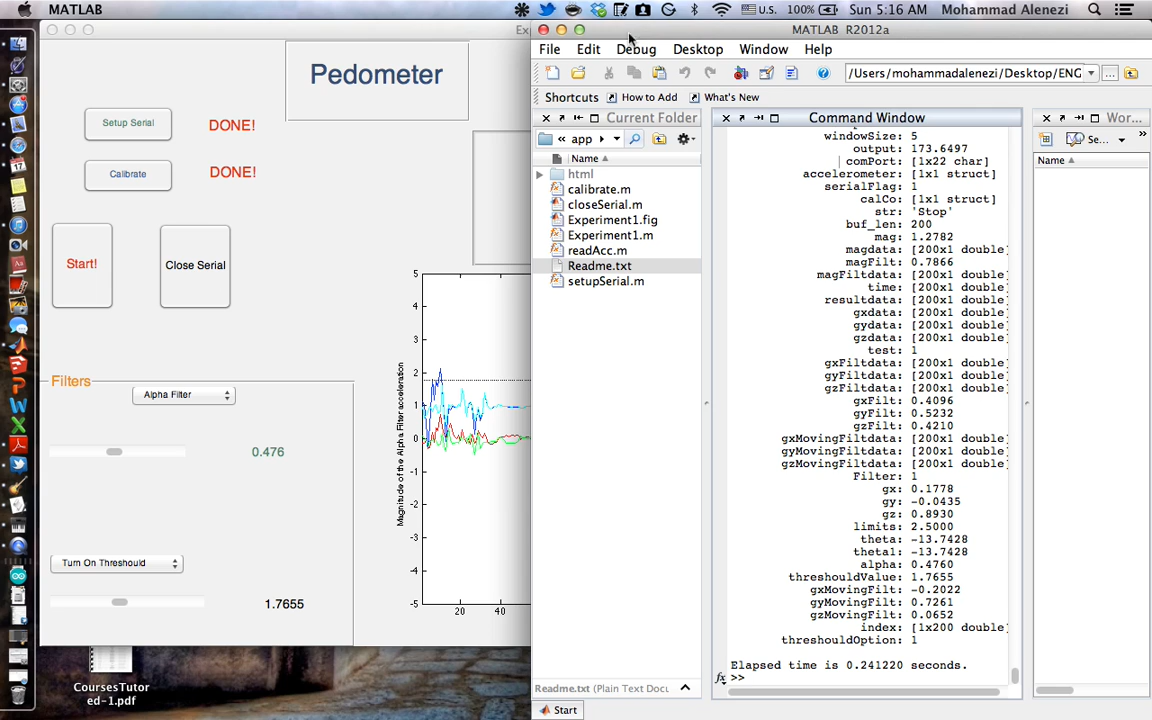 MATLAB
U.S.
100%
Sun 5:16 AM
Mohammad Alenezi
Ex
Pedometer
Setup Serial
DONE!
Calibrate
DONE!
Start!
Close Serial
Filters
Alpha Filter
0.476
Turn On Threshould
1.7655
Magnitude of the Alpha Filter acceleration
5
4
3
2
1
0
-1
-2
-3
-4
-5
20
40
CoursesTutor
ed-1.pdf
MATLAB R2012a
File Edit Debug Desktop Window Help
/Users/mohammadalenezi/Desktop/ENG
...
Shortcuts How to Add What's New
Current Folder
« app
Name
html
calibrate.m
closeSerial.m
Experiment1.fig
Experiment1.m
readAcc.m
Readme.txt
setupSerial.m
Readme.txt (Plain Text Docu
Start
Command Window
windowSize: 5
output: 173.6497
comPort: [1x22 char]
accelerometer: [1x1 struct]
serialFlag: 1
calCo: [1x1 struct]
str: 'Stop'
buf_len: 200
mag: 1.2782
magdata: [200x1 double]
magFilt: 0.7866
magFiltdata: [200x1 double]
time: [200x1 double]
resultdata: [200x1 double]
gxdata: [200x1 double]
gydata: [200x1 double]
gzdata: [200x1 double]
test: 1
gxFiltdata: [200x1 double]
gyFiltdata: [200x1 double]
gzFiltdata: [200x1 double]
gxFilt: 0.4096
gyFilt: 0.5232
gzFilt: 0.4210
gxMovingFiltdata: [200x1 double]
gyMovingFiltdata: [200x1 double]
gzMovingFiltdata: [200x1 double]
Filter: 1
gx: 0.1778
gy: -0.0435
gz: 0.8930
limits: 2.5000
theta: -13.7428
theta1: -13.7428
alpha: 0.4760
threshouldValue: 1.7655
gxMovingFilt: -0.2022
gyMovingFilt: 0.7261
gzMovingFilt: 0.0652
index: [1x200 double]
threshouldOption: 1
Elapsed time is 0.241220 seconds.
fx >>
Wor...
Se...
Name